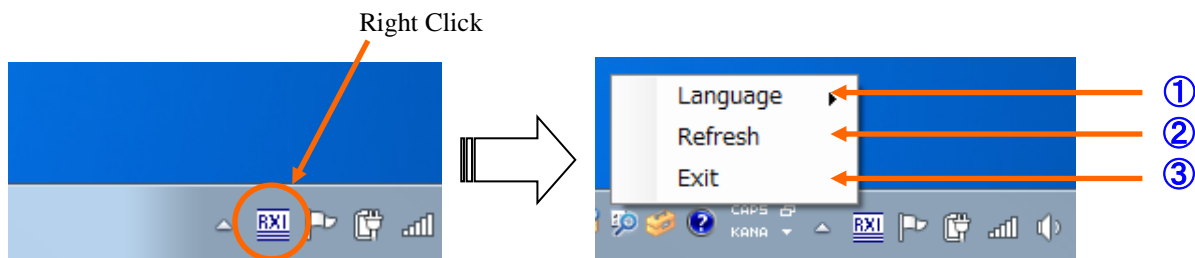 Right Click
RXI
Language
①
Refresh
②
Exit
③
CAPS
KANA
RXI